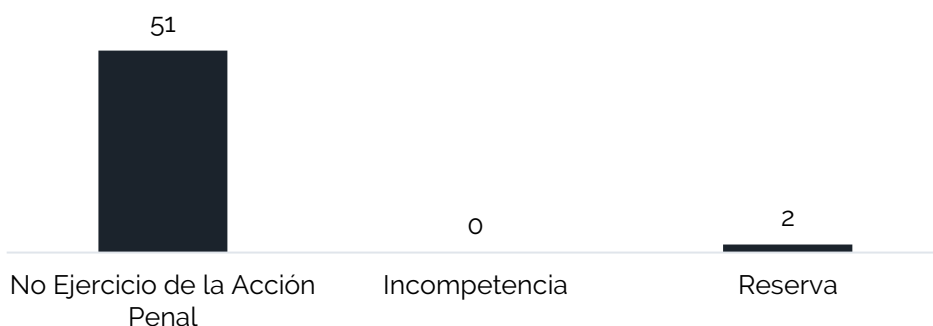 51
0
2
No Ejercicio de la Acción
Penal
Incompetencia
Reserva